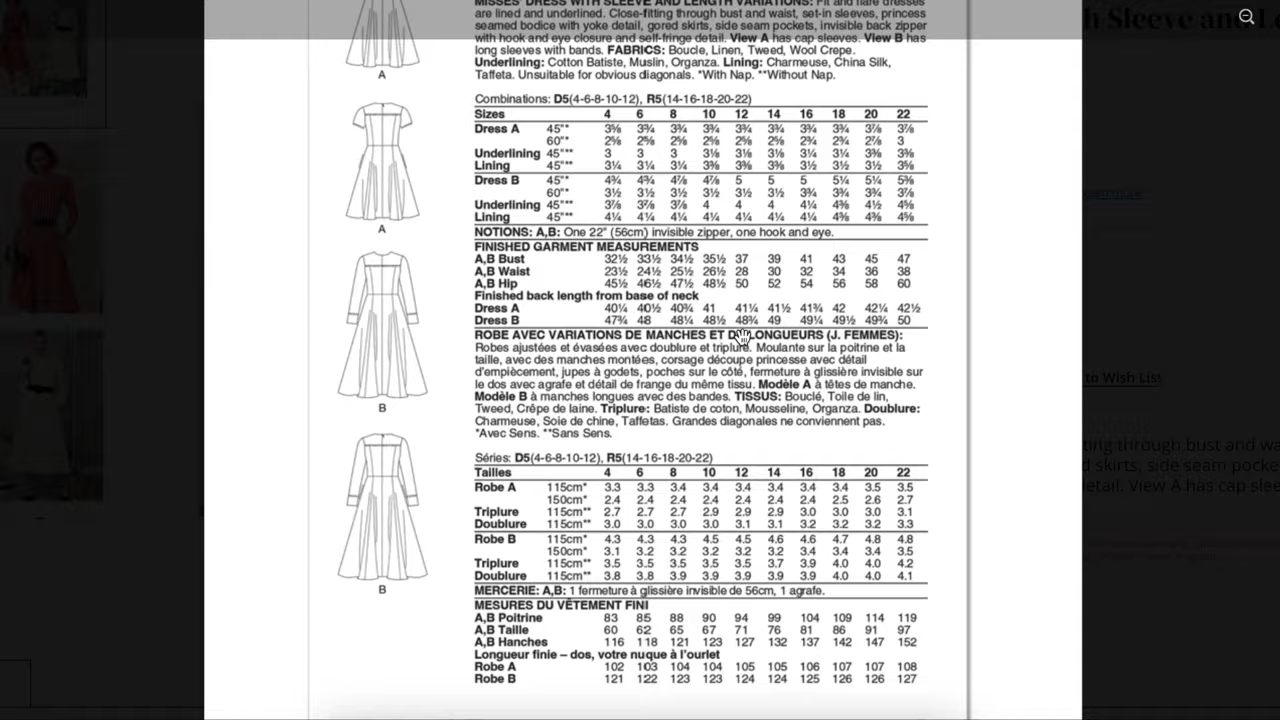 MISSES' DRESS WITH SLEEVE AND LENGTH VARIATIONS: Fit and flare dresses
are lined and underlined. Close-fitting through bust and waist, set-in sleeves, princess
seamed bodice with yoke detail, gored skirts, side seam pockets, invisible back zipper
with hook and eye closure and self-fringe detail. View A has cap sleeves. View B has
long sleeves with bands. FABRICS: Boucle, Linen, Tweed, Wool Crepe.
Underlining: Cotton Batiste, Muslin, Organza. Lining: Charmeuse, China Silk,
Taffeta. Unsuitable for obvious diagonals. *With Nap. **Without Nap.
A
Combinations: D5(4-6-8-10-12), R5(14-16-18-20-22)
Sizes 4 6 8 10 12 14 16 18 20 22
Dress A 45"* 3⅝ 3¾ 3¾ 3¾ 3¾ 3¾ 3¾ 3¾ 3⅞ 3⅞
60"* 2⅝ 2⅝ 2⅝ 2⅝ 2⅝ 2⅝ 2¾ 2¾ 2⅞ 3
Underlining 45"** 3 3 3 3⅛ 3⅛ 3⅛ 3¼ 3¼ 3⅜ 3⅜
Lining 45"** 3¼ 3¼ 3¼ 3⅜ 3⅜ 3⅜ 3½ 3½ 3½ 3⅝
Dress B 45"* 4¾ 4¾ 4⅞ 4⅞ 5 5 5 5¼ 5¼ 5⅜
60"* 3½ 3½ 3½ 3½ 3½ 3½ 3¾ 3¾ 3¾ 3⅞
Underlining 45"** 3⅞ 3⅞ 3⅞ 4 4 4 4¼ 4⅜ 4½ 4⅝
Lining 45"** 4¼ 4¼ 4¼ 4¼ 4¼ 4¼ 4¼ 4⅜ 4⅜ 4⅝
A
NOTIONS: A,B: One 22" (56cm) invisible zipper, one hook and eye.
FINISHED GARMENT MEASUREMENTS
A,B Bust 32½ 33½ 34½ 35½ 37 39 41 43 45 47
A,B Waist 23½ 24½ 25½ 26½ 28 30 32 34 36 38
A,B Hip 45½ 46½ 47½ 48½ 50 52 54 56 58 60
Finished back length from base of neck
Dress A 40¼ 40½ 40¾ 41 41¼ 41½ 41¾ 42 42¼ 42½
Dress B 47¾ 48 48¼ 48½ 48¾ 49 49¼ 49½ 49¾ 50
ROBE AVEC VARIATIONS DE MANCHES ET LONGUEURS (J. FEMMES):
Robes ajustées et évasées avec doublure et triplure. Moulante sur la poitrine et la
taille, avec des manches montées, corsage découpe princesse avec détail
d'empiècement, jupes à godets, poches sur le côté, fermeture à glissière invisible sur
le dos avec agrafe et détail de frange du même tissu. Modèle A à têtes de manche.
Modèle B à manches longues avec des bandes. TISSUS: Bouclé, Toile de lin,
Tweed, Crêpe de laine. Triplure: Batiste de coton, Mousseline, Organza. Doublure:
Charmeuse, Soie de chine, Taffetas. Grandes diagonales ne conviennent pas.
*Avec Sens. **Sans Sens.
B
Séries: D5(4-6-8-10-12), R5(14-16-18-20-22)
Tailles 4 6 8 10 12 14 16 18 20 22
Robe A 115cm* 3.3 3.3 3.4 3.4 3.4 3.4 3.4 3.4 3.5 3.5
150cm* 2.4 2.4 2.4 2.4 2.4 2.4 2.4 2.5 2.6 2.7
Triplure 115cm** 2.7 2.7 2.7 2.9 2.9 2.9 3.0 3.0 3.0 3.1
Doublure 115cm** 3.0 3.0 3.0 3.0 3.1 3.1 3.2 3.2 3.2 3.3
Robe B 115cm* 4.3 4.3 4.3 4.5 4.5 4.6 4.6 4.7 4.8 4.8
150cm* 3.1 3.2 3.2 3.2 3.2 3.2 3.4 3.4 3.4 3.5
Triplure 115cm** 3.5 3.5 3.5 3.5 3.5 3.7 3.9 4.0 4.0 4.2
Doublure 115cm** 3.8 3.8 3.9 3.9 3.9 3.9 3.9 4.0 4.0 4.1
B
MERCERIE: A,B: 1 fermeture à glissière invisible de 56cm, 1 agrafe.
MESURES DU VÊTEMENT FINI
A,B Poitrine 83 85 88 90 94 99 104 109 114 119
A,B Taille 60 62 65 67 71 76 81 86 91 97
A,B Hanches 116 118 121 123 127 132 137 142 147 152
Longueur finie – dos, votre nuque à l'ourlet
Robe A 102 103 104 104 105 105 106 107 107 108
Robe B 121 122 123 123 124 124 125 126 126 127
h Sleeve and L
to Wish List
ting through bust and wa
d skirts, side seam pocke
etail. View A has cap slee